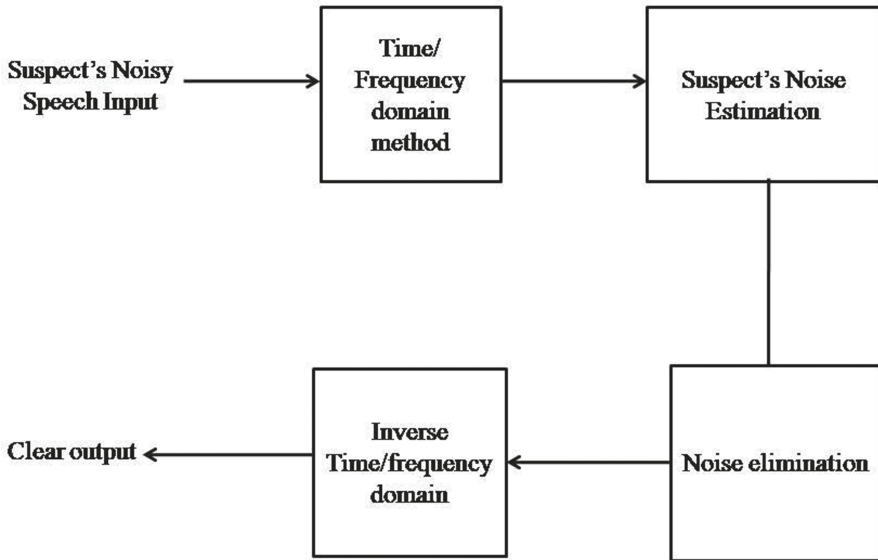 Suspect's Noisy
Speech Input
Time/
Frequency
domain
method
Suspect's Noise
Estimation
Noise elimination
Inverse
Time/frequency
domain
Clear output